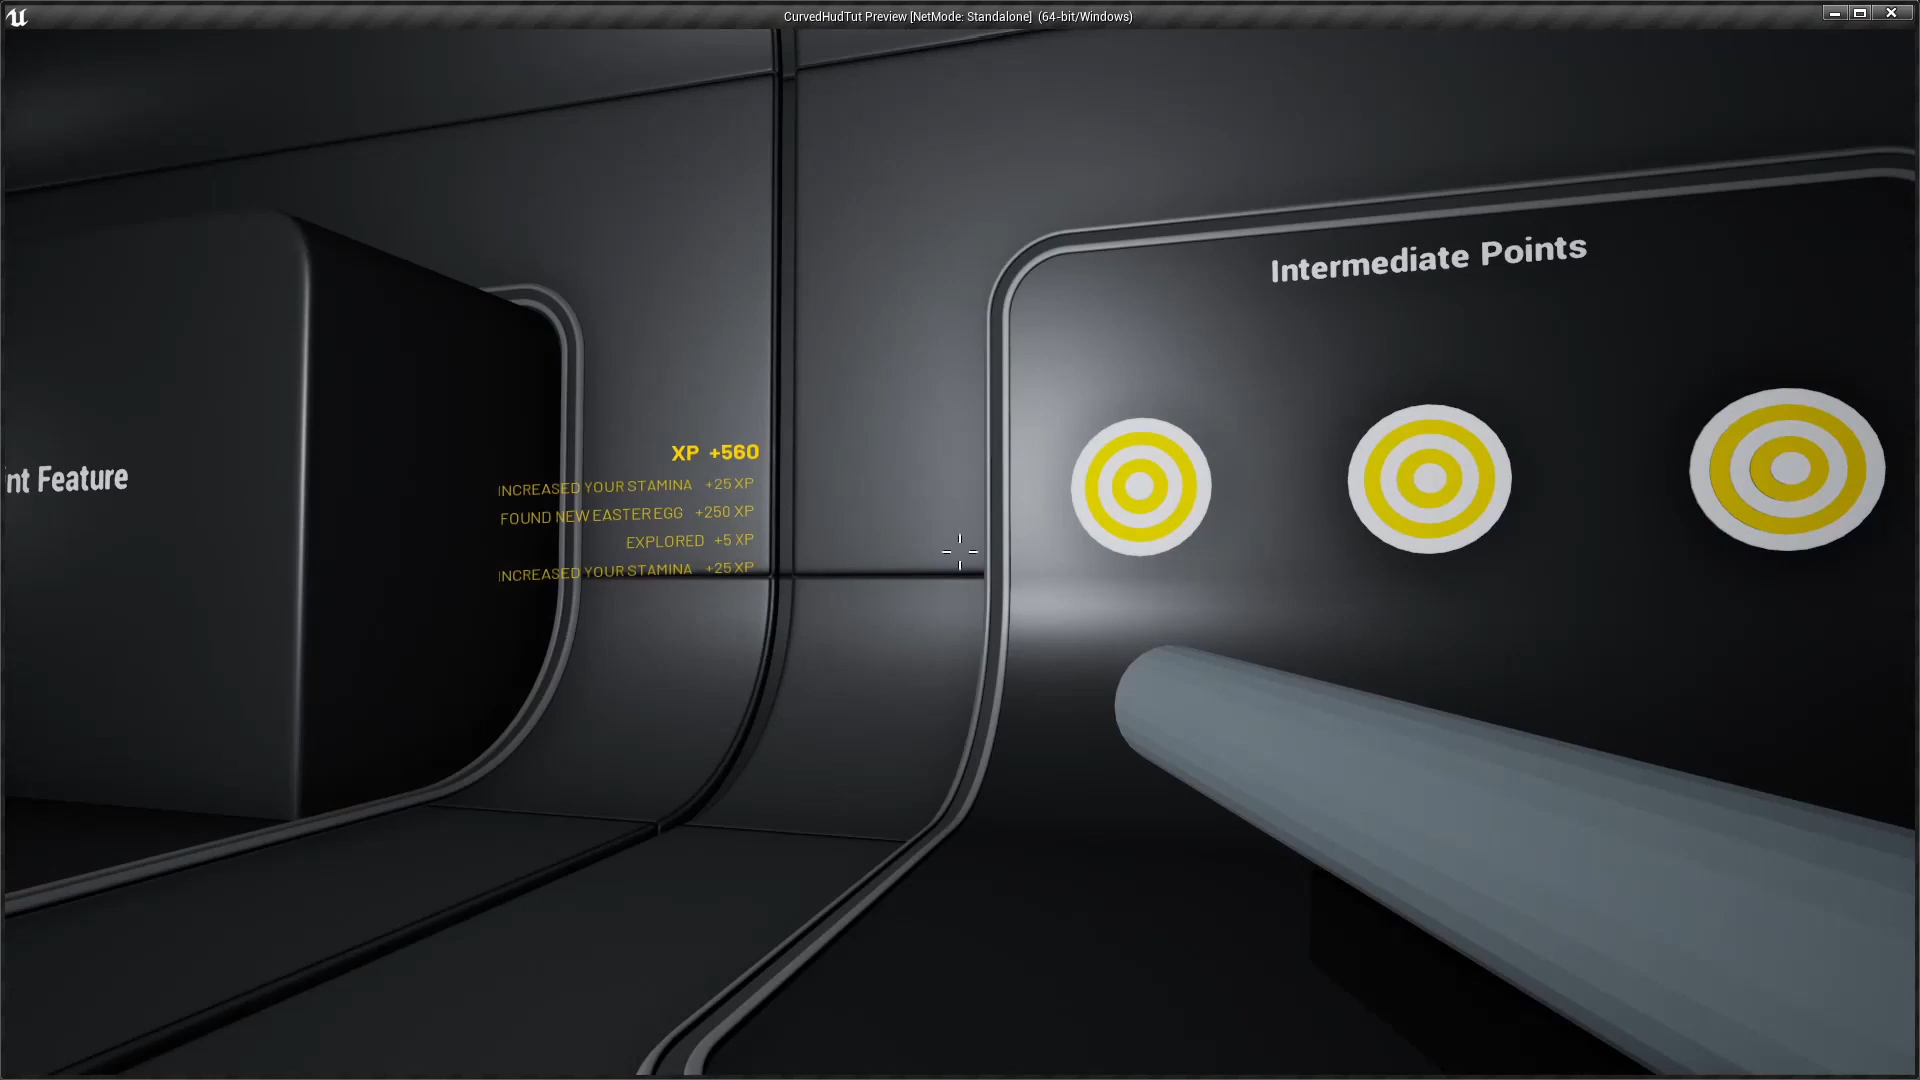 CurvedHudTut Preview [NetMode: Standalone] (64-bit/Windows)
Intermediate Points
nt Feature
XP +560
INCREASED YOUR STAMINA +25 XP
FOUND NEW EASTER EGG +250 XP
EXPLORED +5 XP
INCREASED YOUR STAMINA +25 XP